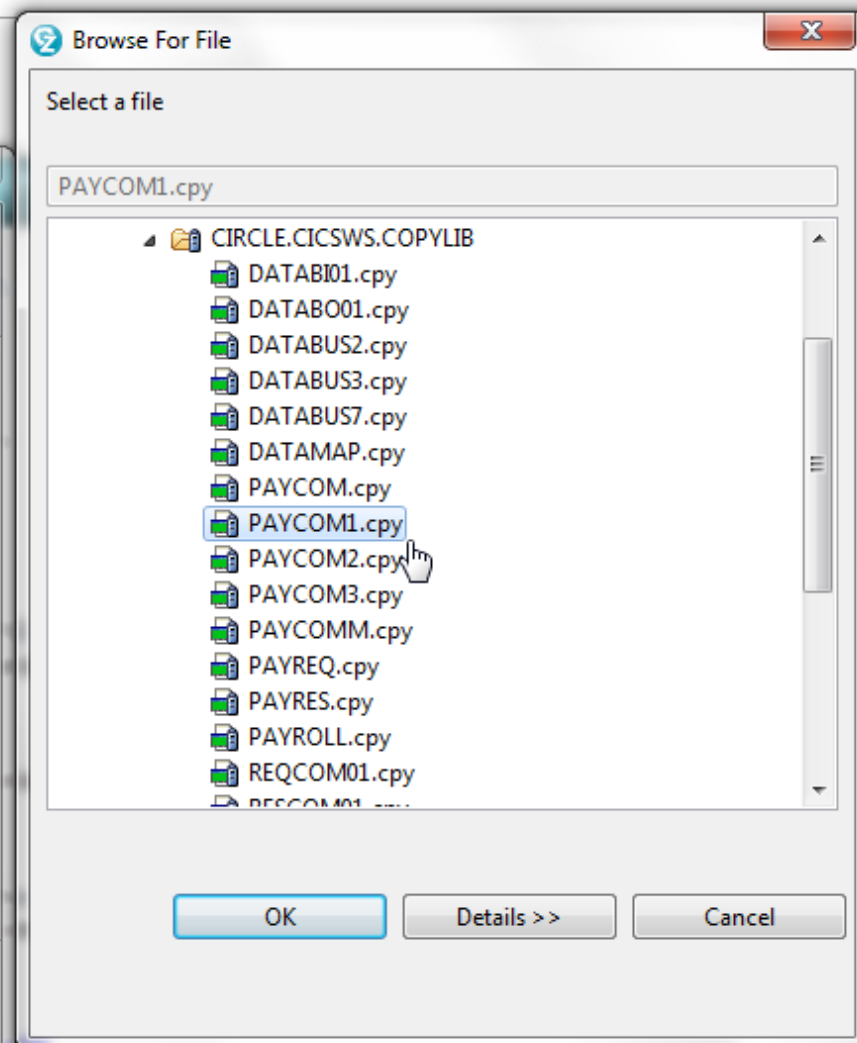 Browse For File
Select a file
PAYCOM1.cpy
CIRCLE.CICSWS.COPYLIB
DATABI01.cpy
DATABO01.cpy
DATABUS2.cpy
DATABUS3.cpy
DATABUS7.cpy
DATAMAP.cpy
PAYCOM.cpy
PAYCOM1.cpy
PAYCOM2.cpy
PAYCOM3.cpy
PAYCOMM.cpy
PAYREQ.cpy
PAYRES.cpy
PAYROLL.cpy
REQCOM01.cpy
RESCOM01.cpy
OK Details >> Cancel